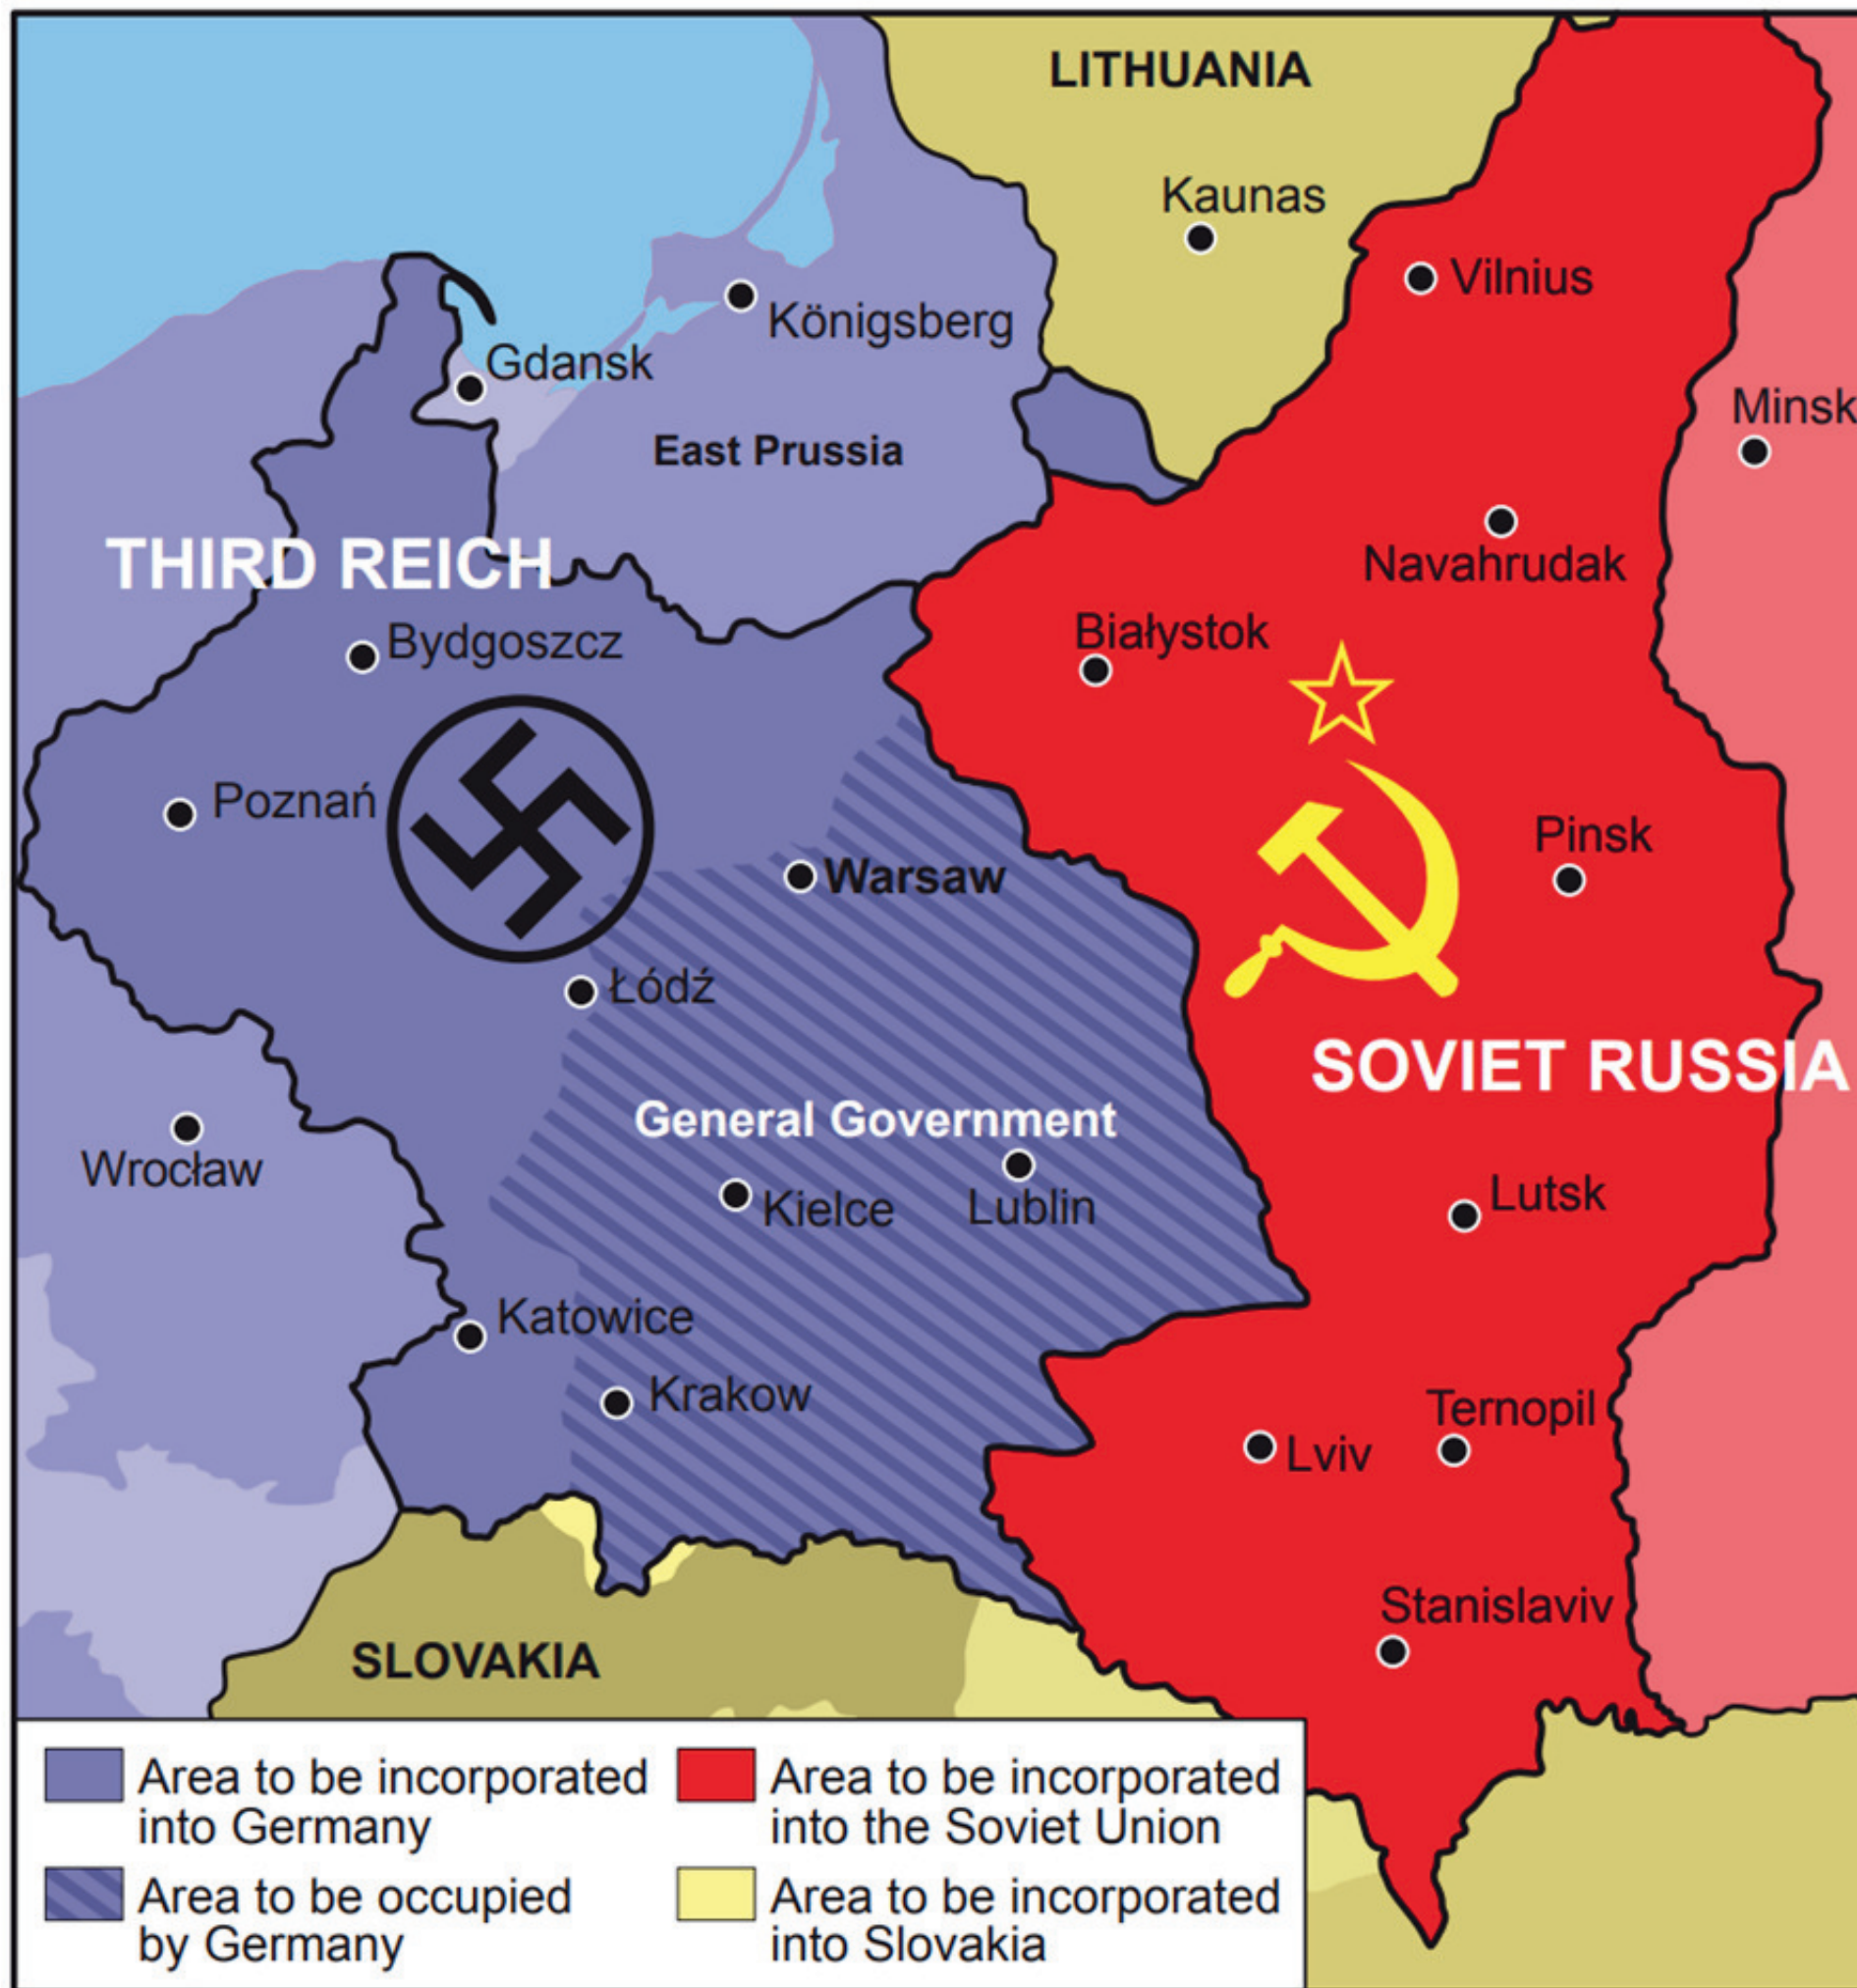 LITHUANIA
Kaunas
Vilnius
Königsberg
Gdansk
Minsk
East Prussia
Navahrudak
THIRD REICH
Białystok
Bydgoszcz
Poznań
Pinsk
Warsaw
Łódź
SOVIET RUSSIA
General Government
Wrocław
Kielce
Lublin
Lutsk
Katowice
Krakow
Ternopil
Lviv
Stanislaviv
SLOVAKIA
Area to be incorporated
into Germany
Area to be incorporated
into the Soviet Union
Area to be occupied
by Germany
Area to be incorporated
into Slovakia